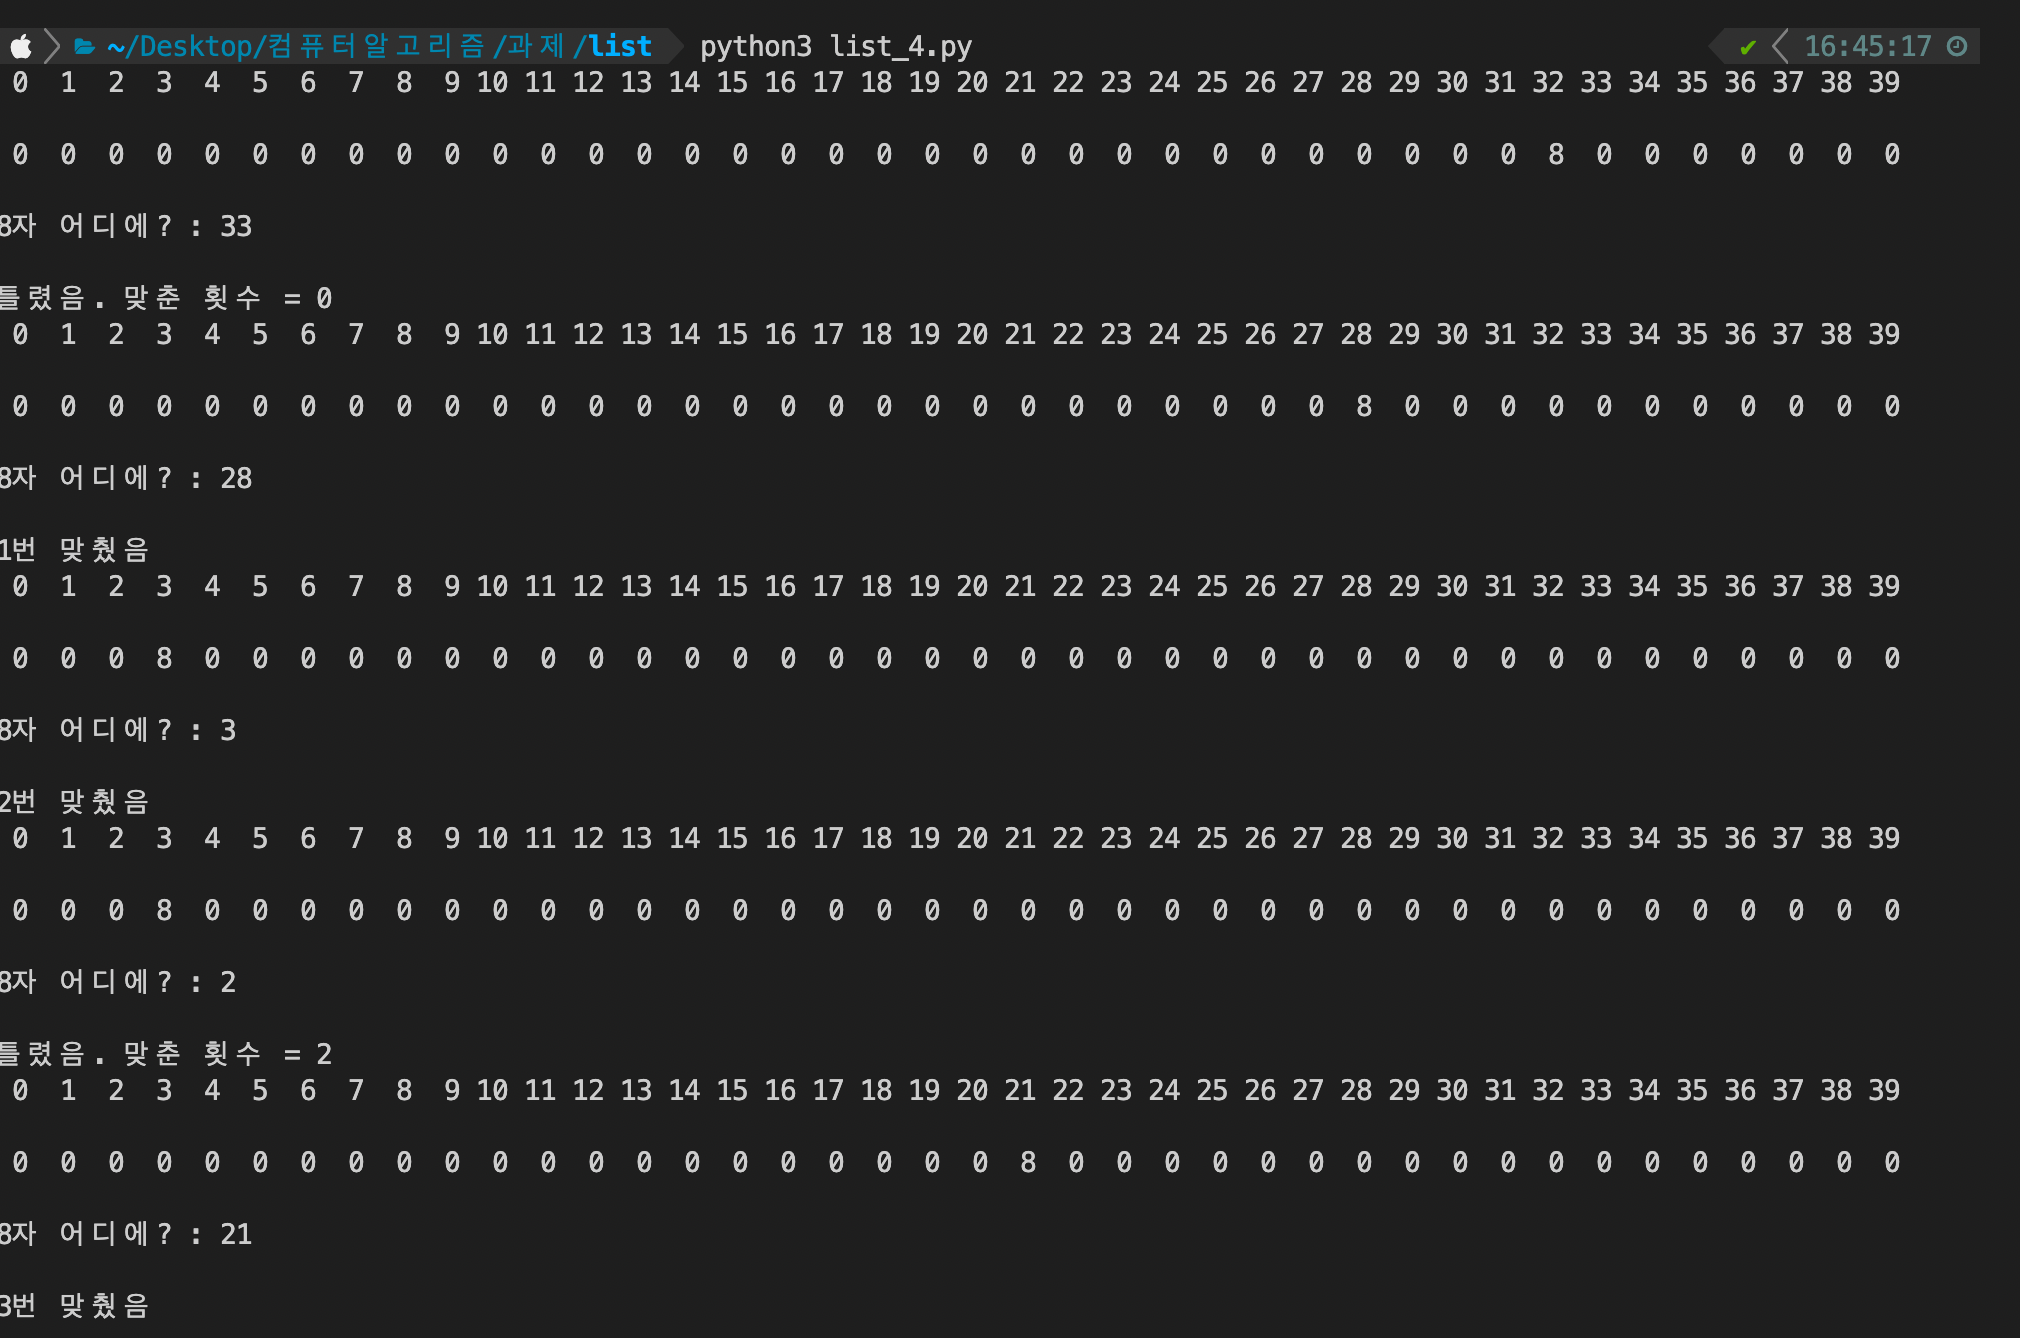 ~/Desktop/컴퓨터알고리즘/과제/list python3 list_4.py ✔ 16:45:17
0 1 2 3 4 5 6 7 8 9 10 11 12 13 14 15 16 17 18 19 20 21 22 23 24 25 26 27 28 29 30 31 32 33 34 35 36 37 38 39
0 0 0 0 0 0 0 0 0 0 0 0 0 0 0 0 0 0 0 0 0 0 0 0 0 0 0 0 0 0 0 0 8 0 0 0 0 0 0 0
8자 어디에? : 33
틀렸음. 맞춘 횟수 = 0
0 1 2 3 4 5 6 7 8 9 10 11 12 13 14 15 16 17 18 19 20 21 22 23 24 25 26 27 28 29 30 31 32 33 34 35 36 37 38 39
0 0 0 0 0 0 0 0 0 0 0 0 0 0 0 0 0 0 0 0 0 0 0 0 0 0 0 0 8 0 0 0 0 0 0 0 0 0 0 0
8자 어디에? : 28
1번 맞췄음
0 1 2 3 4 5 6 7 8 9 10 11 12 13 14 15 16 17 18 19 20 21 22 23 24 25 26 27 28 29 30 31 32 33 34 35 36 37 38 39
0 0 0 8 0 0 0 0 0 0 0 0 0 0 0 0 0 0 0 0 0 0 0 0 0 0 0 0 0 0 0 0 0 0 0 0 0 0 0 0
8자 어디에? : 3
2번 맞췄음
0 1 2 3 4 5 6 7 8 9 10 11 12 13 14 15 16 17 18 19 20 21 22 23 24 25 26 27 28 29 30 31 32 33 34 35 36 37 38 39
0 0 0 8 0 0 0 0 0 0 0 0 0 0 0 0 0 0 0 0 0 0 0 0 0 0 0 0 0 0 0 0 0 0 0 0 0 0 0 0
8자 어디에? : 2
틀렸음. 맞춘 횟수 = 2
0 1 2 3 4 5 6 7 8 9 10 11 12 13 14 15 16 17 18 19 20 21 22 23 24 25 26 27 28 29 30 31 32 33 34 35 36 37 38 39
0 0 0 0 0 0 0 0 0 0 0 0 0 0 0 0 0 0 0 0 0 8 0 0 0 0 0 0 0 0 0 0 0 0 0 0 0 0 0 0
8자 어디에? : 21
3번 맞췄음